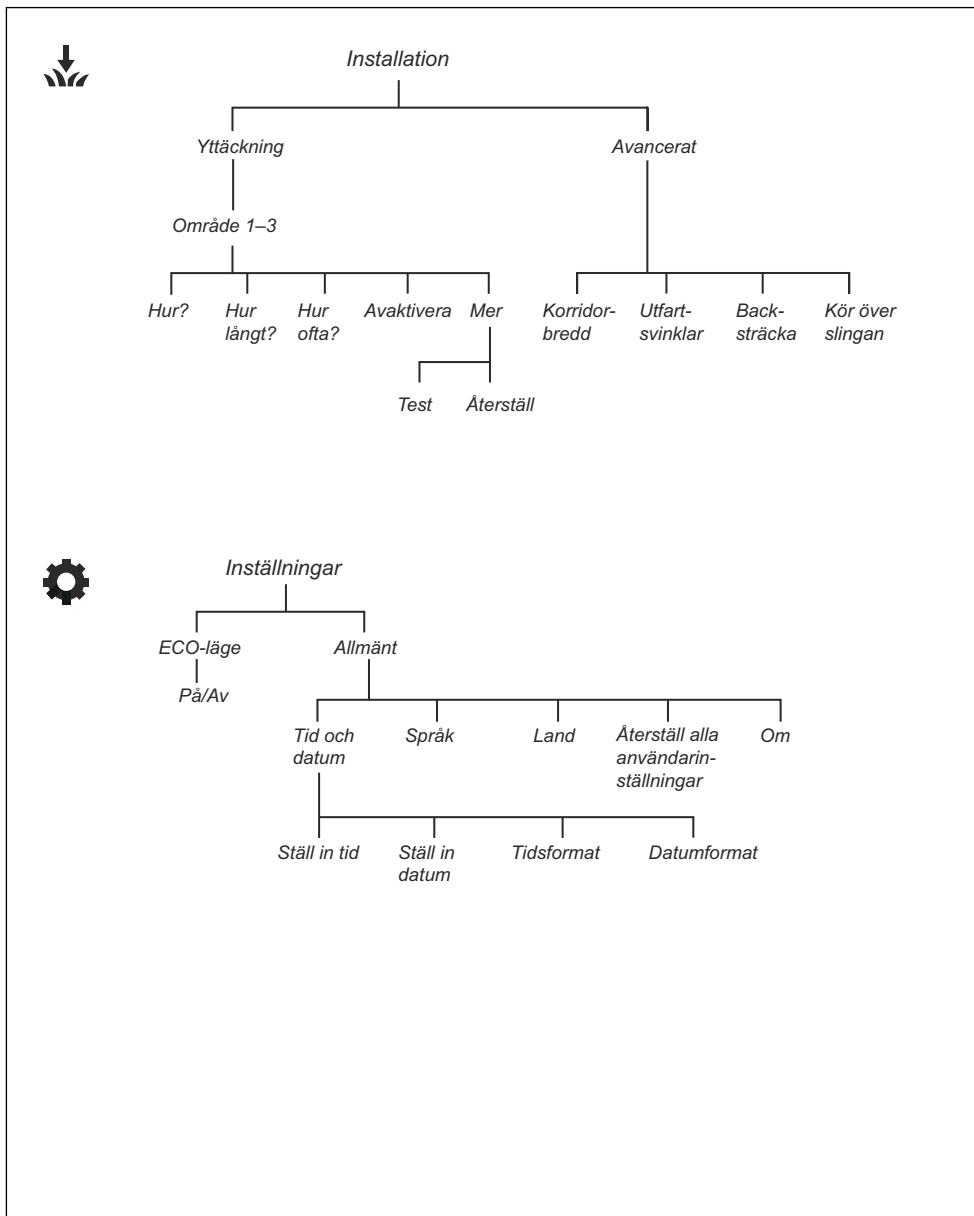 Installation
Yttäckning
Avancerat
Område 1–3
Hur?
Hur
långt?
Hur
ofta?
Avaktivera
Mer
Korridor-
bredd
Utfart-
svinklar
Back-
sträcka
Kör över
slingan
Test
Återställ
Inställningar
ECO-läge
Allmänt
På/Av
Tid och
datum
Språk
Land
Återställ alla
användarin-
ställningar
Om
Ställ in tid
Ställ in
datum
Tidsformat
Datumformat